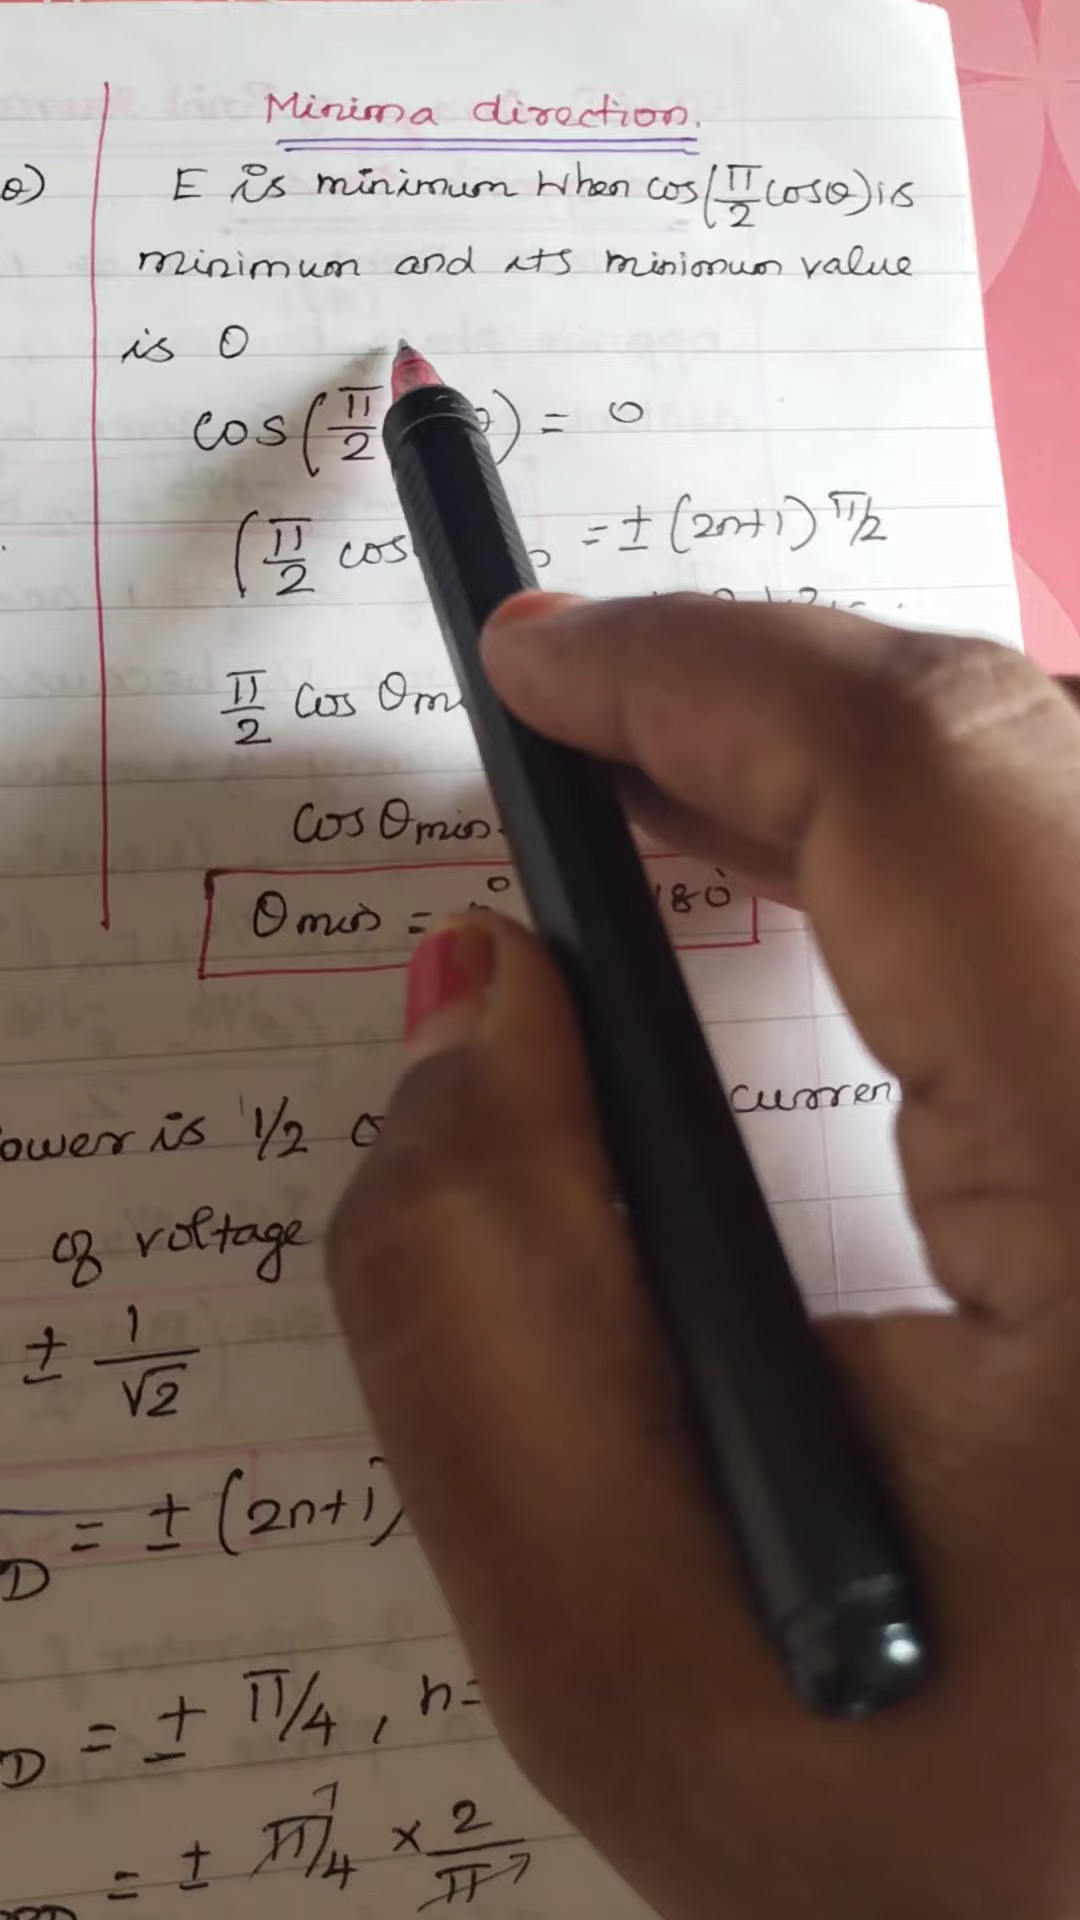 Minima direction.
θ)
E is minimum when cos(π/2 cosθ) is
minimum and its minimum value
is 0
cos(π/2 θ) = 0
(π/2 cos = ± (2n+1) π/2
π/2 cos θm
cos θmin
θmin = 0° 180°
ower is 1/2 curren
of voltage
± 1/√2
D = ± (2n+1)
D = ± π/4 , n=
= ± π/4 × 2/π